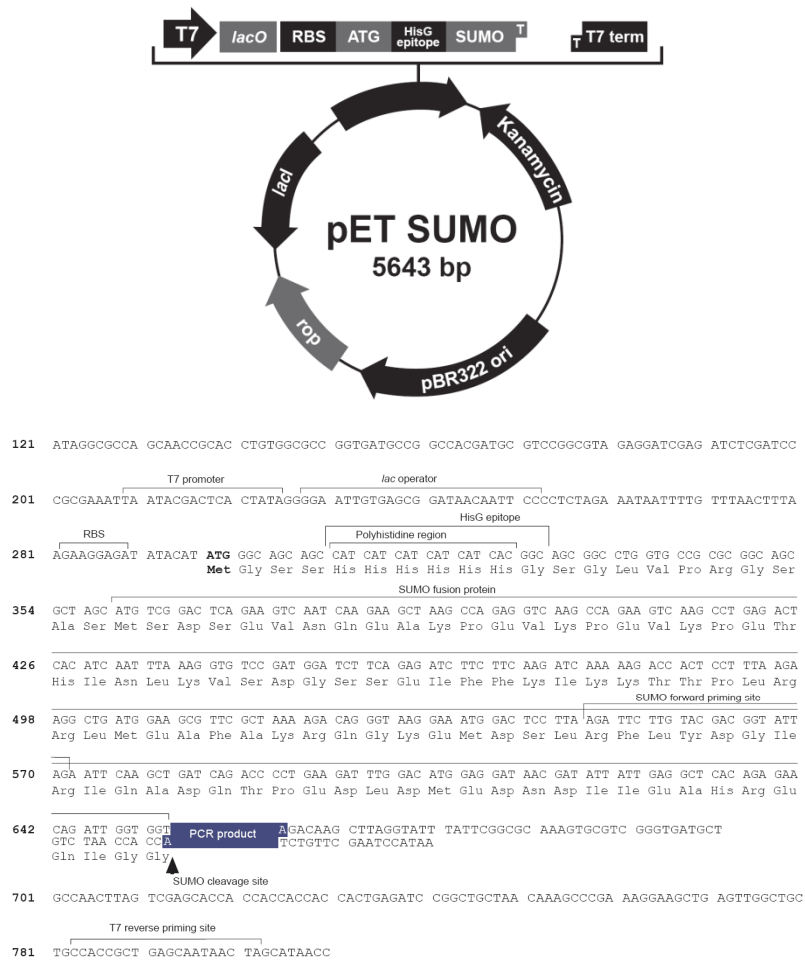 T7 lacO RBS ATG HisG epitope SUMO T T T7 term
Kanamycin
lacI
pET SUMO
5643 bp
rop
pBR322 ori
121 ATAGGCGCCA GCAACCGCAC CTGTGGCGCC GGTGATGCCG GCCACGATGC GTCCGGCGTA GAGGATCGAG ATCTCGATCC
T7 promoter lac operator
201 CGCGAAATTA ATACGACTCA CTATAGGGGA ATTGTGAGCG GATAACAATT CCCCTCTAGA AATAATTTTG TTTAACTTTA
HisG epitope
RBS Polyhistidine region
281 AGAAGGAGAT ATACAT ATG GGC AGC AGC CAT CAT CAT CAT CAT CAC GGC AGC GGC CTG GTG CCG CGC GGC AGC
Met Gly Ser Ser His His His His His His Gly Ser Gly Leu Val Pro Arg Gly Ser
SUMO fusion protein
354 GCT AGC ATG TCG GAC TCA GAA GTC AAT CAA GAA GCT AAG CCA GAG GTC AAG CCA GAA GTC AAG CCT GAG ACT
Ala Ser Met Ser Asp Ser Glu Val Asn Gln Glu Ala Lys Pro Glu Val Lys Pro Glu Val Lys Pro Glu Thr
426 CAC ATC AAT TTA AAG GTG TCC GAT GGA TCT TCA GAG ATC TTC TTC AAG ATC AAA AAG ACC ACT CCT TTA AGA
His Ile Asn Leu Lys Val Ser Asp Gly Ser Ser Glu Ile Phe Phe Lys Ile Lys Lys Thr Thr Pro Leu Arg
SUMO forward priming site
498 AGG CTG ATG GAA GCG TTC GCT AAA AGA CAG GGT AAG GAA ATG GAC TCC TTA AGA TTC TTG TAC GAC GGT ATT
Arg Leu Met Glu Ala Phe Ala Lys Arg Gln Gly Lys Glu Met Asp Ser Leu Arg Phe Leu Tyr Asp Gly Ile
570 AGA ATT CAA GCT GAT CAG ACC CCT GAA GAT TTG GAC ATG GAG GAT AAC GAT ATT ATT GAG GCT CAC AGA GAA
Arg Ile Gln Ala Asp Gln Thr Pro Glu Asp Leu Asp Met Glu Asp Asn Asp Ile Ile Glu Ala His Arg Glu
642 CAG ATT GGT GGT PCR product AGACAAG CTTAGGTATT TATTCGGCGC AAAGTGCGTC GGGTGATGCT
GTC TAA CCA CCA TCTGTTC GAATCCATAA
Gln Ile Gly Gly
SUMO cleavage site
701 GCCAACTTAG TCGAGCACCA CCACCACCAC CACTGAGATC CGGCTGCTAA CAAAGCCCGA AAGGAAGCTG AGTTGGCTGC
T7 reverse priming site
781 TGCCACCGCT GAGCAATAAC TAGCATAACC